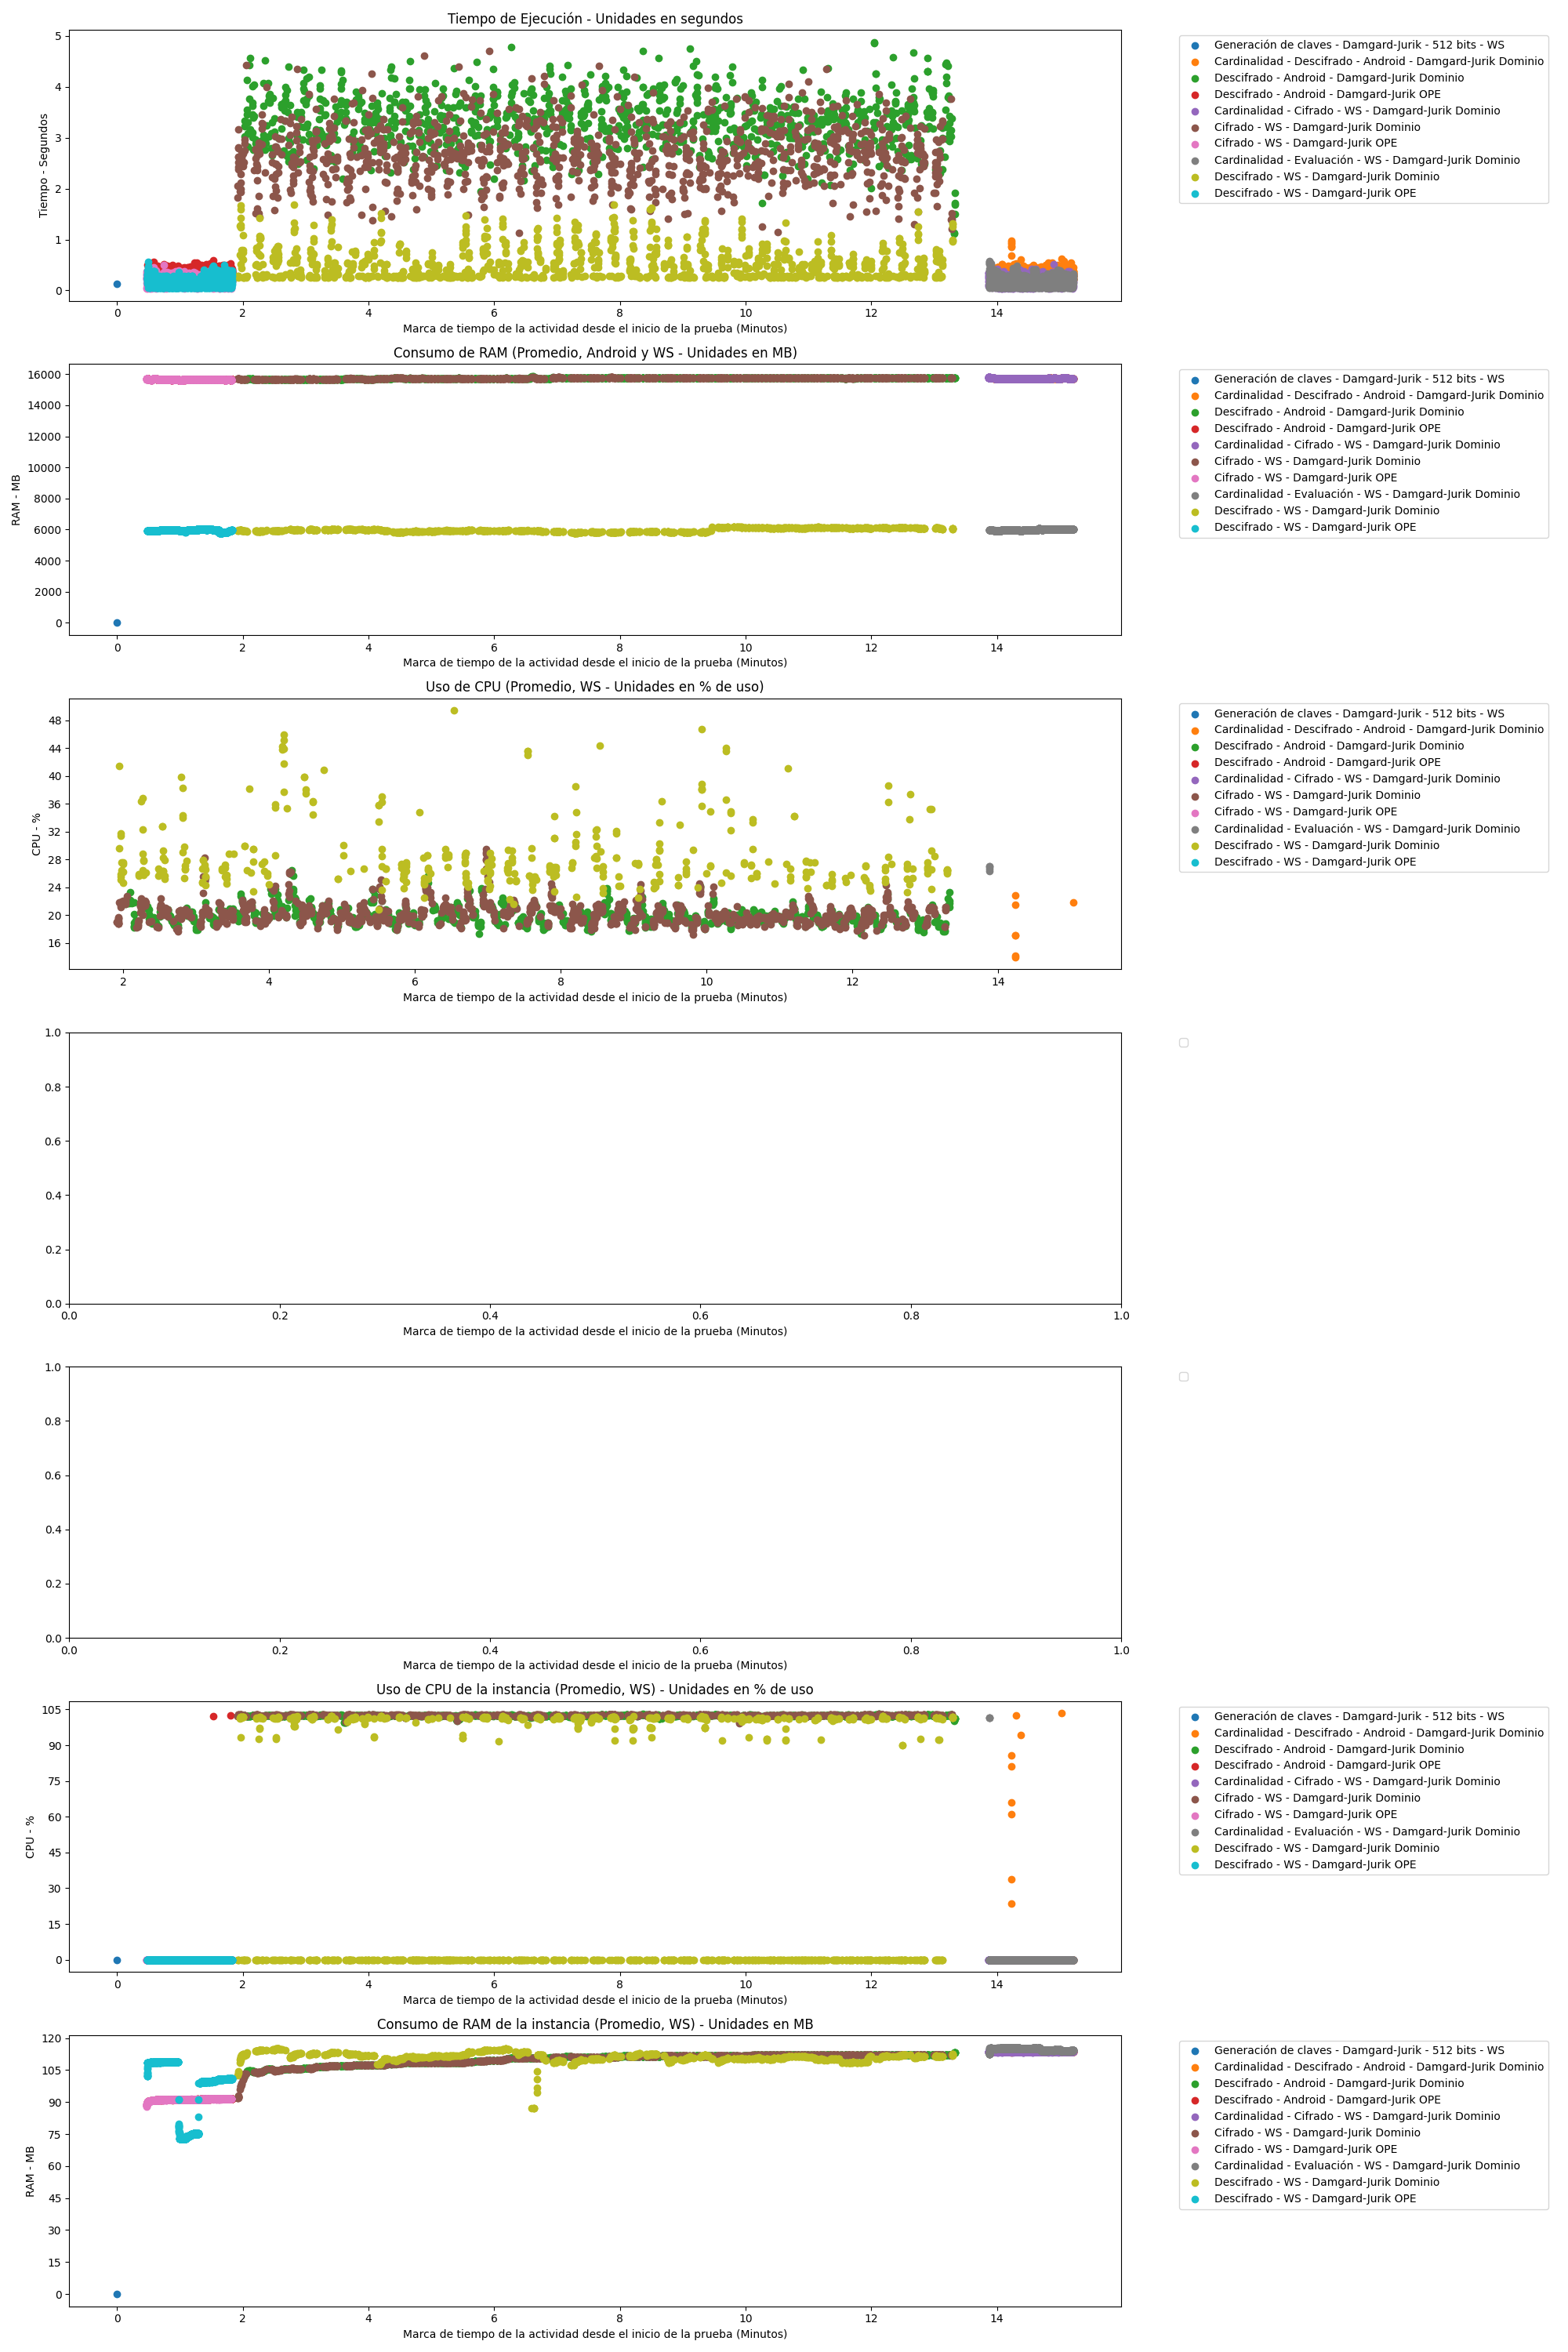 Tiempo de Ejecución - Unidades en segundos
5
4
3
2
1
0
Tiempo - Segundos
0 2 4 6 8 10 12 14
Marca de tiempo de la actividad desde el inicio de la prueba (Minutos)
Generación de claves - Damgard-Jurik - 512 bits - WS
Cardinalidad - Descifrado - Android - Damgard-Jurik Dominio
Descifrado - Android - Damgard-Jurik Dominio
Descifrado - Android - Damgard-Jurik OPE
Cardinalidad - Cifrado - WS - Damgard-Jurik Dominio
Cifrado - WS - Damgard-Jurik Dominio
Cifrado - WS - Damgard-Jurik OPE
Cardinalidad - Evaluación - WS - Damgard-Jurik Dominio
Descifrado - WS - Damgard-Jurik Dominio
Descifrado - WS - Damgard-Jurik OPE
Consumo de RAM (Promedio, Android y WS - Unidades en MB)
16000
14000
12000
10000
8000
6000
4000
2000
0
RAM - MB
0 2 4 6 8 10 12 14
Marca de tiempo de la actividad desde el inicio de la prueba (Minutos)
Generación de claves - Damgard-Jurik - 512 bits - WS
Cardinalidad - Descifrado - Android - Damgard-Jurik Dominio
Descifrado - Android - Damgard-Jurik Dominio
Descifrado - Android - Damgard-Jurik OPE
Cardinalidad - Cifrado - WS - Damgard-Jurik Dominio
Cifrado - WS - Damgard-Jurik Dominio
Cifrado - WS - Damgard-Jurik OPE
Cardinalidad - Evaluación - WS - Damgard-Jurik Dominio
Descifrado - WS - Damgard-Jurik Dominio
Descifrado - WS - Damgard-Jurik OPE
Uso de CPU (Promedio, WS - Unidades en % de uso)
48
44
40
36
32
28
24
20
16
CPU - %
2 4 6 8 10 12 14
Marca de tiempo de la actividad desde el inicio de la prueba (Minutos)
Generación de claves - Damgard-Jurik - 512 bits - WS
Cardinalidad - Descifrado - Android - Damgard-Jurik Dominio
Descifrado - Android - Damgard-Jurik Dominio
Descifrado - Android - Damgard-Jurik OPE
Cardinalidad - Cifrado - WS - Damgard-Jurik Dominio
Cifrado - WS - Damgard-Jurik Dominio
Cifrado - WS - Damgard-Jurik OPE
Cardinalidad - Evaluación - WS - Damgard-Jurik Dominio
Descifrado - WS - Damgard-Jurik Dominio
Descifrado - WS - Damgard-Jurik OPE
1.0
0.8
0.6
0.4
0.2
0.0
0.0 0.2 0.4 0.6 0.8 1.0
Marca de tiempo de la actividad desde el inicio de la prueba (Minutos)
1.0
0.8
0.6
0.4
0.2
0.0
0.0 0.2 0.4 0.6 0.8 1.0
Marca de tiempo de la actividad desde el inicio de la prueba (Minutos)
Uso de CPU de la instancia (Promedio, WS) - Unidades en % de uso
105
90
75
60
45
30
15
0
CPU - %
0 2 4 6 8 10 12 14
Marca de tiempo de la actividad desde el inicio de la prueba (Minutos)
Generación de claves - Damgard-Jurik - 512 bits - WS
Cardinalidad - Descifrado - Android - Damgard-Jurik Dominio
Descifrado - Android - Damgard-Jurik Dominio
Descifrado - Android - Damgard-Jurik OPE
Cardinalidad - Cifrado - WS - Damgard-Jurik Dominio
Cifrado - WS - Damgard-Jurik Dominio
Cifrado - WS - Damgard-Jurik OPE
Cardinalidad - Evaluación - WS - Damgard-Jurik Dominio
Descifrado - WS - Damgard-Jurik Dominio
Descifrado - WS - Damgard-Jurik OPE
Consumo de RAM de la instancia (Promedio, WS) - Unidades en MB
120
105
90
75
60
45
30
15
0
RAM - MB
0 2 4 6 8 10 12 14
Marca de tiempo de la actividad desde el inicio de la prueba (Minutos)
Generación de claves - Damgard-Jurik - 512 bits - WS
Cardinalidad - Descifrado - Android - Damgard-Jurik Dominio
Descifrado - Android - Damgard-Jurik Dominio
Descifrado - Android - Damgard-Jurik OPE
Cardinalidad - Cifrado - WS - Damgard-Jurik Dominio
Cifrado - WS - Damgard-Jurik Dominio
Cifrado - WS - Damgard-Jurik OPE
Cardinalidad - Evaluación - WS - Damgard-Jurik Dominio
Descifrado - WS - Damgard-Jurik Dominio
Descifrado - WS - Damgard-Jurik OPE